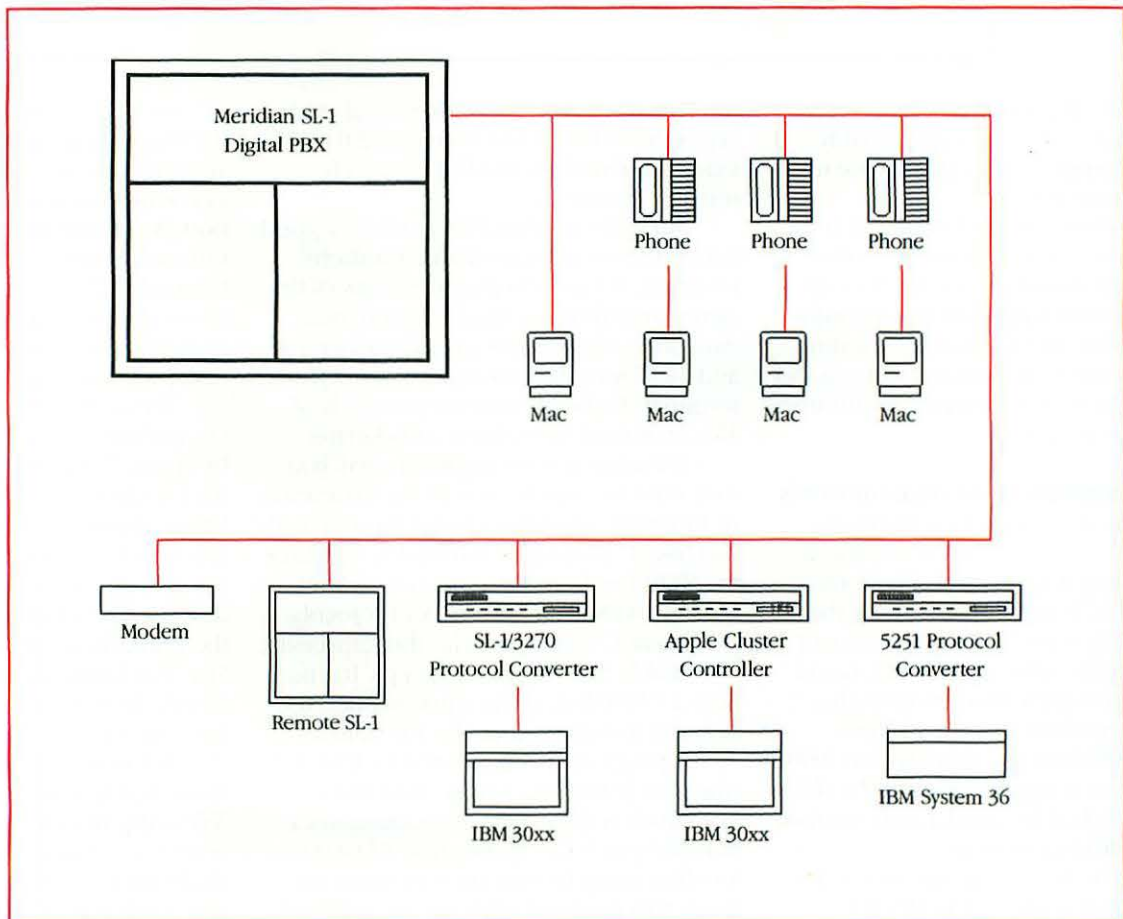 Meridian SL-1
Digital PBX
Phone
Phone
Phone
Mac
Mac
Mac
Mac
Modem
Remote SL-1
SL-1/3270
Protocol Converter
Apple Cluster
Controller
5251 Protocol
Converter
IBM 30xx
IBM 30xx
IBM System 36